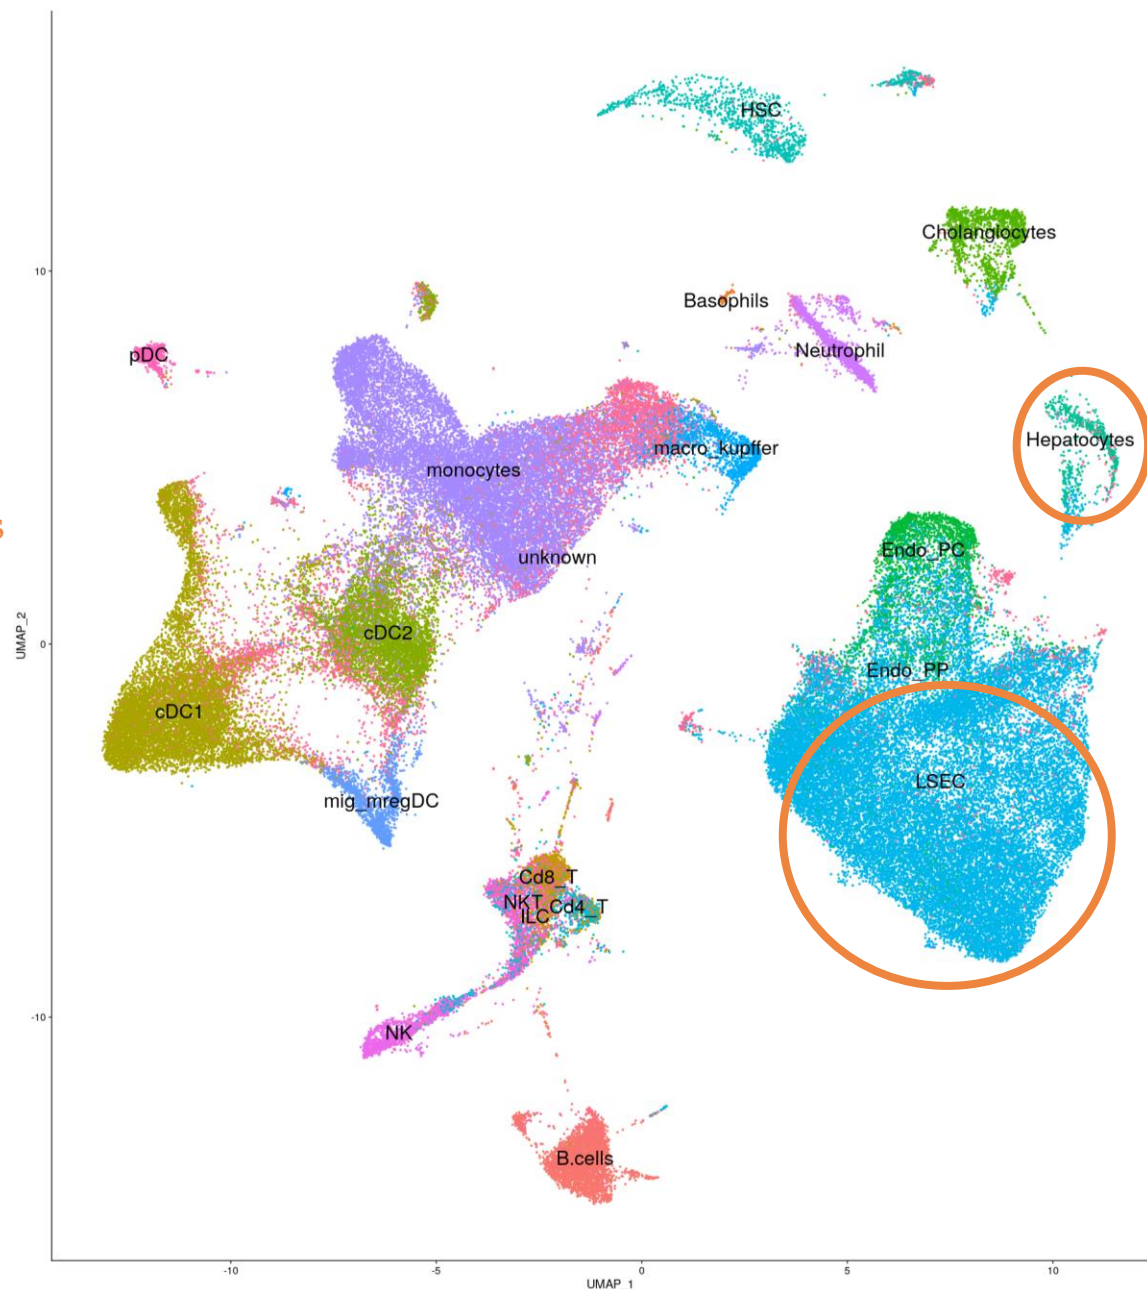 HSC
Cholangiocytes
Basophils
Neutrophil
pDC
Hepatocytes
macro_kupffer
monocytes
unknown
Endo_PC
cDC2
Endo_PP
cDC1
LSEC
mig_mregDC
Cd8_T
NKT
Cd4_T
ILC
NK
B.cells
s
10
0
-10
UMAP_2
-10
-5
0
5
10
UMAP_1